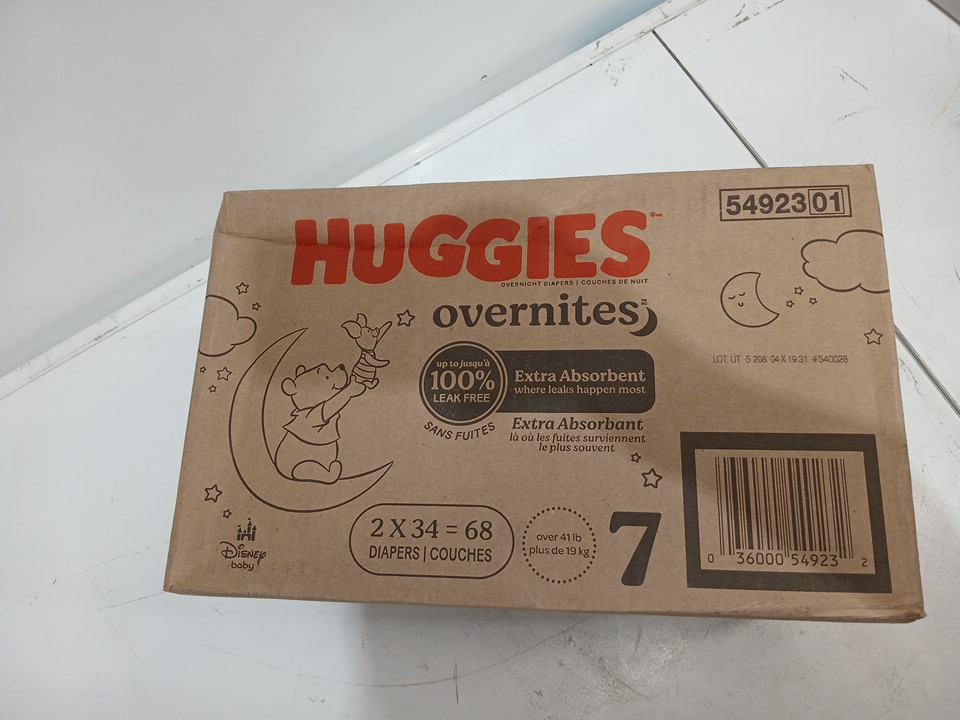 54923 01
HUGGIES
OVERNIGHT DIAPERS | COUCHES DE NUIT
overnites
LOT UT 5 208 04 X 19:31 #540028
up to jusqu'à
100%
LEAK FREE
SANS FUITES
Extra Absorbent
where leaks happen most
Extra Absorbant
là où les fuites surviennent
le plus souvent
Disney
baby
2 X 34 = 68
DIAPERS | COUCHES
over 41 lb
plus de 19 kg
7
0 36000 54923 2